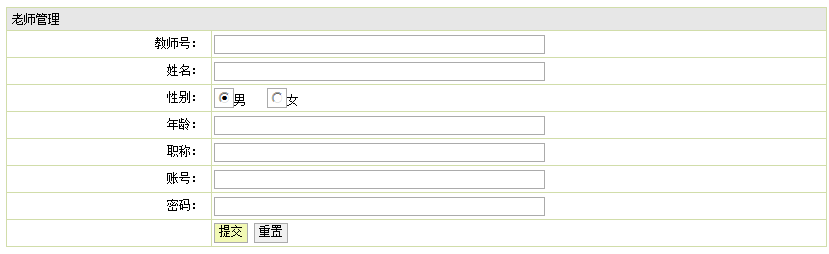 老师管理
教师号：
姓名：
性别： 男 女
年龄：
职称：
账号：
密码：
提交 重置